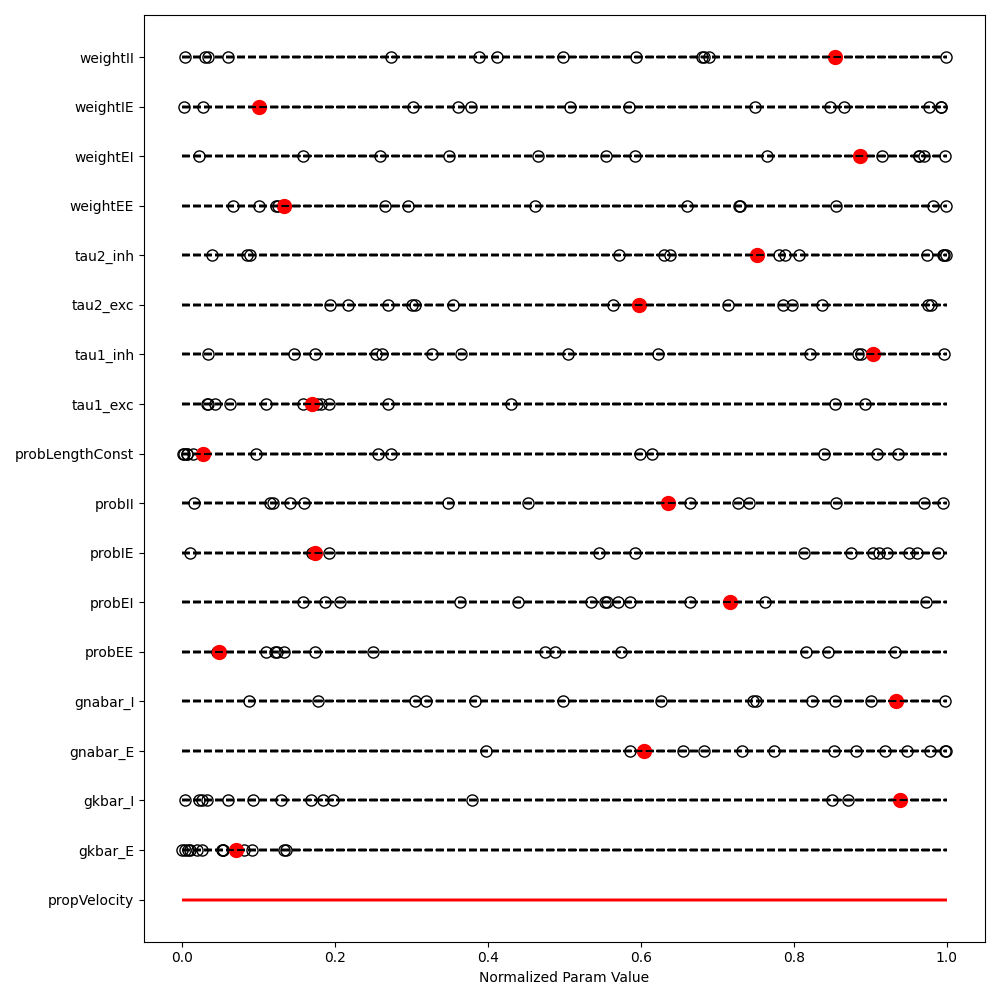 weightII
weightIE
weightEI
weightEE
tau2_inh
tau2_exc
tau1_inh
tau1_exc
probLengthConst
probII
probIE
probEI
probEE
gnabar_I
gnabar_E
gkbar_I
gkbar_E
propVelocity
0.0 0.2 0.4 0.6 0.8 1.0
Normalized Param Value